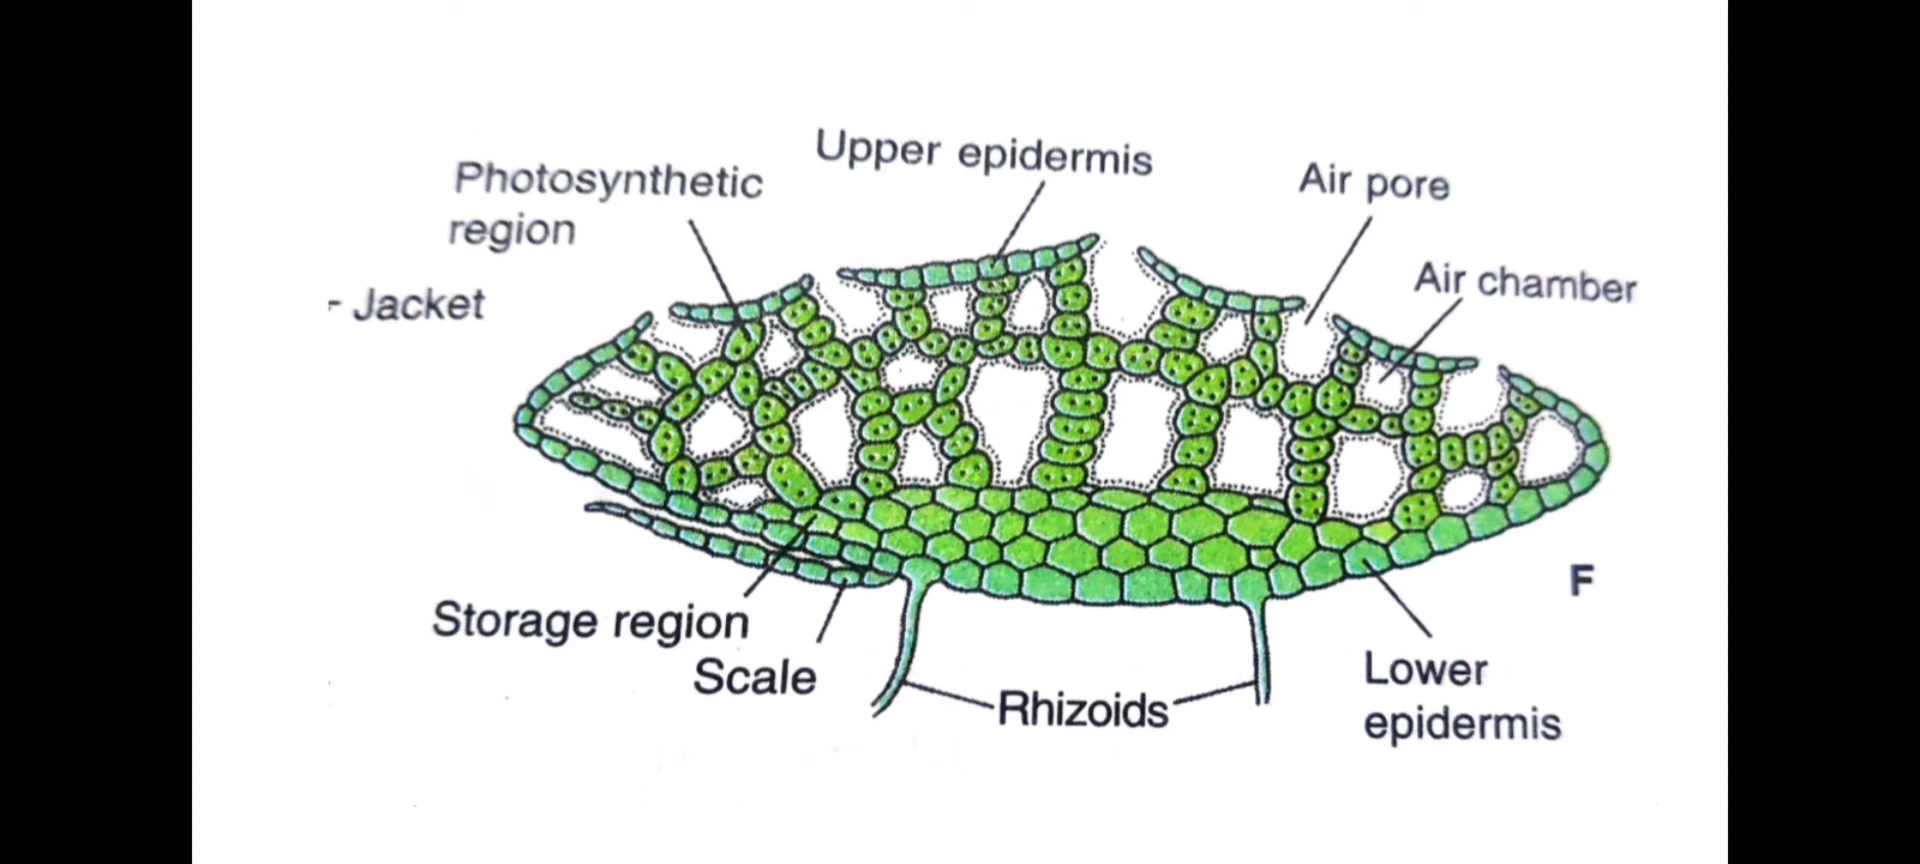 Upper epidermis
Photosynthetic
region
Air pore
Air chamber
- Jacket
F
Storage region
Scale
Rhizoids
Lower
epidermis